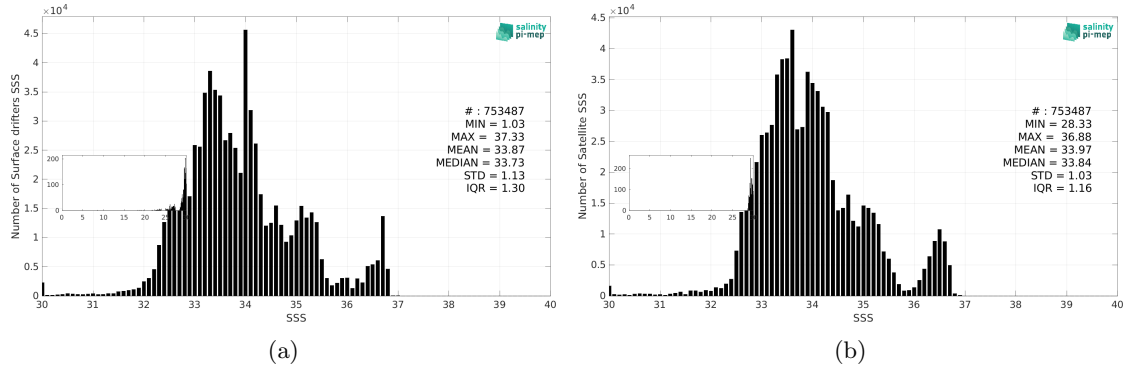 ×10⁴
4.5
4
3.5
3
2.5
2
1.5
1
0.5
0
Number of Surface drifters SSS
salinity
pi-mep
# : 753487
MIN = 1.03
MAX = 37.33
MEAN = 33.87
MEDIAN = 33.73
STD = 1.13
IQR = 1.30
200
100
0
0 5 10 15 20 25
30 31 32 33 34 35 36 37 38 39 40
SSS
(a)
×10⁴
4.5
4
3.5
3
2.5
2
1.5
1
0.5
0
Number of Satellite SSS
salinity
pi-mep
# : 753487
MIN = 28.33
MAX = 36.88
MEAN = 33.97
MEDIAN = 33.84
STD = 1.03
IQR = 1.16
200
100
0
0 5 10 15 20 25
30 31 32 33 34 35 36 37 38 39 40
SSS
(b)